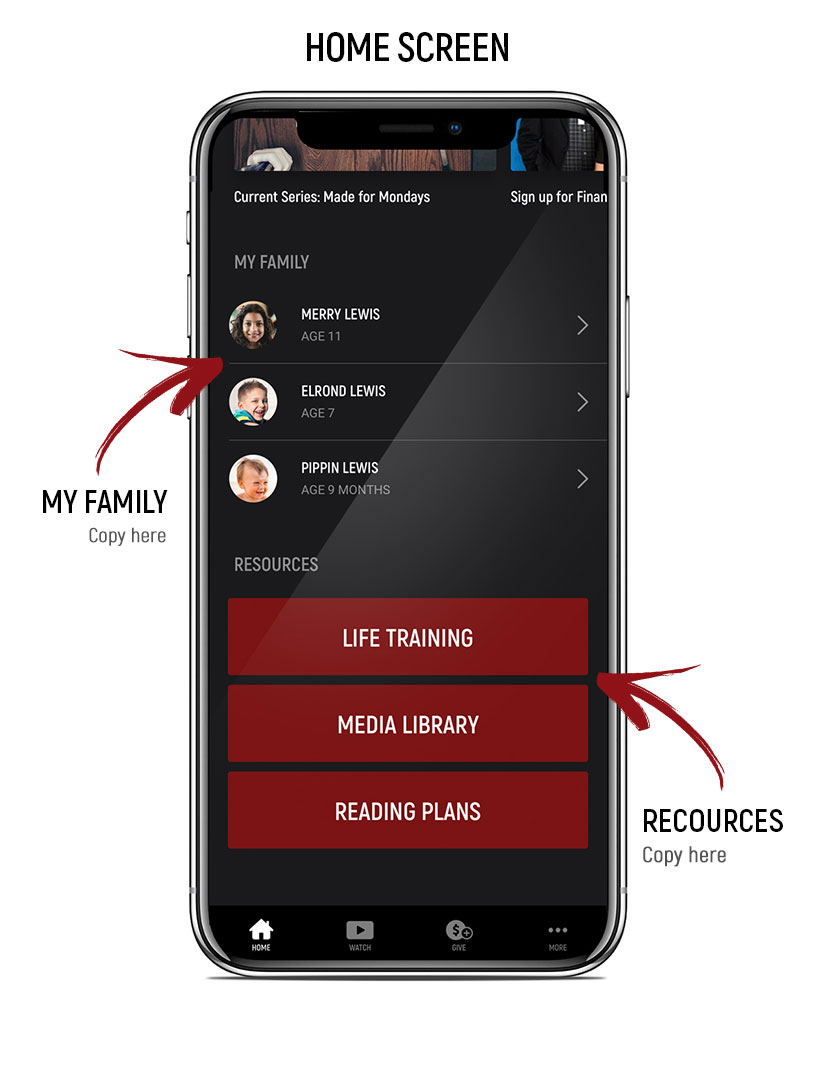 HOME SCREEN
Current Series: Made for Mondays
Sign up for Finan
MY FAMILY
MERRY LEWIS
AGE 11
ELROND LEWIS
AGE 7
PIPPIN LEWIS
AGE 9 MONTHS
MY FAMILY
Copy here
RESOURCES
LIFE TRAINING
MEDIA LIBRARY
READING PLANS
RECOURCES
Copy here
HOME
WATCH
GIVE
MORE